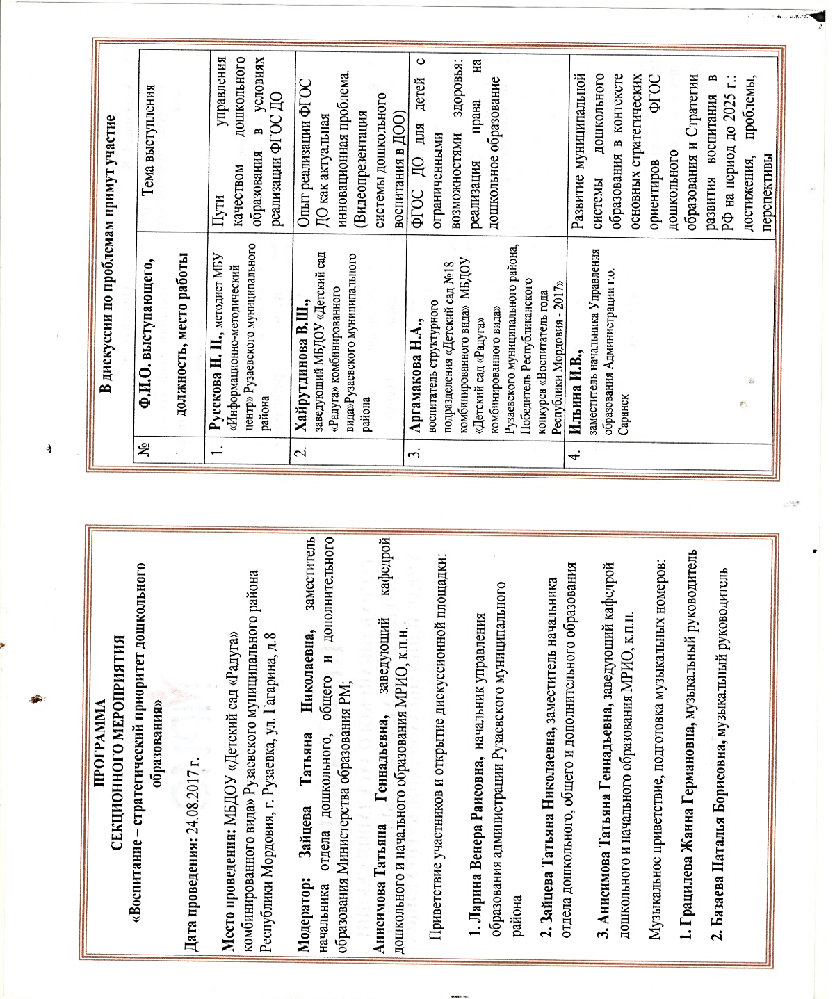 ПРОГРАММА
СЕКЦИОННОГО МЕРОПРИЯТИЯ
«Воспитание – стратегический приоритет дошкольного
образования»
Дата проведения: 24.08.2017 г.
Место проведения: МБДОУ «Детский сад «Радуга»
комбинированного вида» Рузаевского муниципального района
Республики Мордовия, г. Рузаевка, ул. Гагарина, д.8
Модератор: Зайцева Татьяна Николаевна, заместитель
начальника отдела дошкольного, общего и дополнительного
образования Министерства образования РМ;
Анисимова Татьяна Геннадьевна, заведующий кафедрой
дошкольного и начального образования МРИО, к.п.н.
Приветствие участников и открытие дискуссионной площадки:
1. Ларина Венера Раисовна, начальник управления
образования администрации Рузаевского муниципального
района
2. Зайцева Татьяна Николаевна, заместитель начальника
отдела дошкольного, общего и дополнительного образования
3. Анисимова Татьяна Геннадьевна, заведующий кафедрой
дошкольного и начального образования МРИО, к.п.н.
Музыкальное приветствие, подготовка музыкальных номеров:
1. Грацилева Жанна Германовна, музыкальный руководитель
2. Базаева Наталья Борисовна, музыкальный руководитель
В дискуссии по проблемам примут участие
№
Ф.И.О. выступающего,
должность, место работы
Тема выступления
1.
Русскова Н. Н., методист МБУ
«Информационно-методический
центр» Рузаевского муниципального
района
Пути управления
качеством дошкольного
образования в условиях
реализации ФГОС ДО
2.
Хайрутдинова В.Ш.,
заведующий МБДОУ «Детский сад
«Радуга» комбинированного
вида»Рузаевского муниципального
района
Опыт реализации ФГОС
ДО как актуальная
инновационная проблема.
(Видеопрезентация
системы дошкольного
воспитания в ДОО)
3.
Аргамакова Н.А.,
воспитатель структурного
подразделения «Детский сад №18
комбинированного вида» МБДОУ
«Детский сад «Радуга»
комбинированного вида»
Рузаевского муниципального района,
Победитель Республиканского
конкурса «Воспитатель года
Республики Мордовия - 2017»
ФГОС ДО для детей с
ограниченными
возможностями здоровья:
реализация права на
дошкольное образование
4.
Ильина И.В.,
заместитель начальника Управления
образования Администрации г.о.
Саранск
Развитие муниципальной
системы дошкольного
образования в контексте
основных стратегических
ориентиров ФГОС
дошкольного
образования и Стратегии
развития воспитания в
РФ на период до 2025 г.:
достижения, проблемы,
перспективы